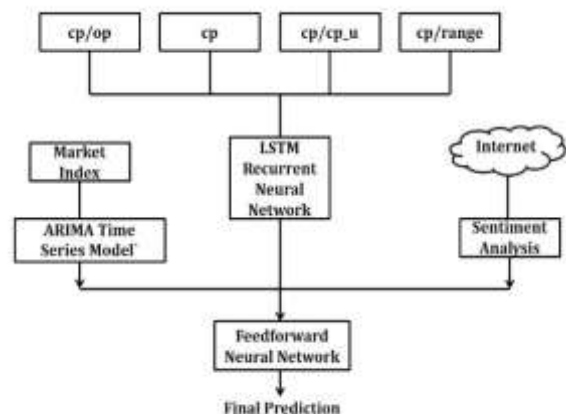 cp/op
cp
cp/cp_u
cp/range
Market
Index
LSTM
Recurrent
Neural
Network
Internet
ARIMA Time
Series Model`
Sentiment
Analysis
Feedforward
Neural Network
Final Prediction